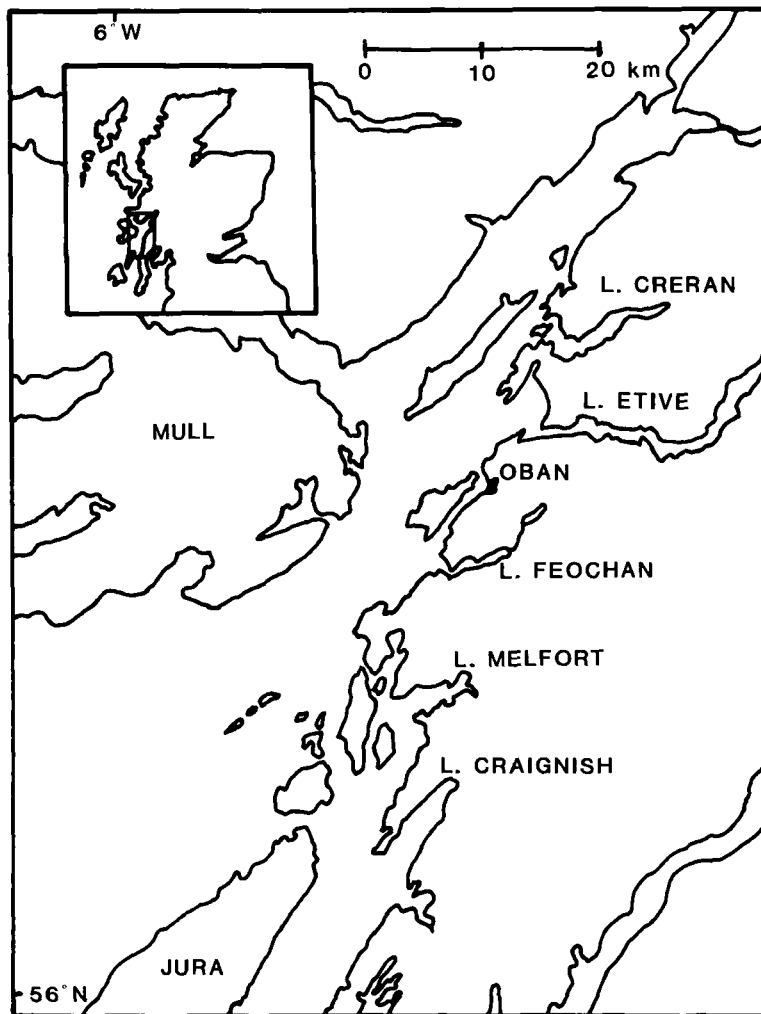 6°W
0 10 20 km
L. CRERAN
L. ETIVE
MULL
OBAN
L. FEOCHAN
L. MELFORT
L. CRAIGNISH
JURA
56°N